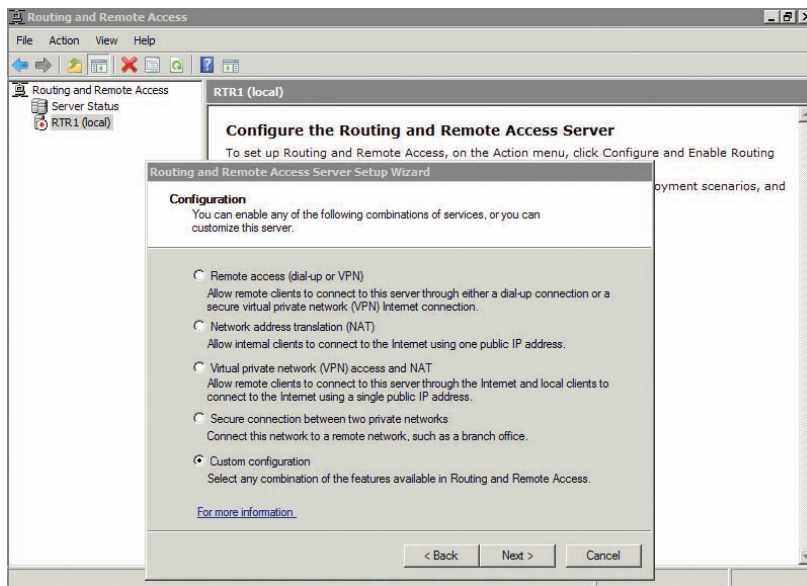 Routing and Remote Access
File Action View Help
Routing and Remote Access
Server Status
RTR1 (local)
RTR1 (local)
Configure the Routing and Remote Access Server
To set up Routing and Remote Access, on the Action menu, click Configure and Enable Routing
oyment scenarios, and
Routing and Remote Access Server Setup Wizard
Configuration
You can enable any of the following combinations of services, or you can
customize this server.
Remote access (dial-up or VPN)
Allow remote clients to connect to this server through either a dial-up connection or a
secure virtual private network (VPN) Internet connection.
Network address translation (NAT)
Allow internal clients to connect to the Internet using one public IP address.
Virtual private network (VPN) access and NAT
Allow remote clients to connect to this server through the Internet and local clients to
connect to the Internet using a single public IP address.
Secure connection between two private networks
Connect this network to a remote network, such as a branch office.
Custom configuration
Select any combination of the features available in Routing and Remote Access.
For more information
< Back Next > Cancel